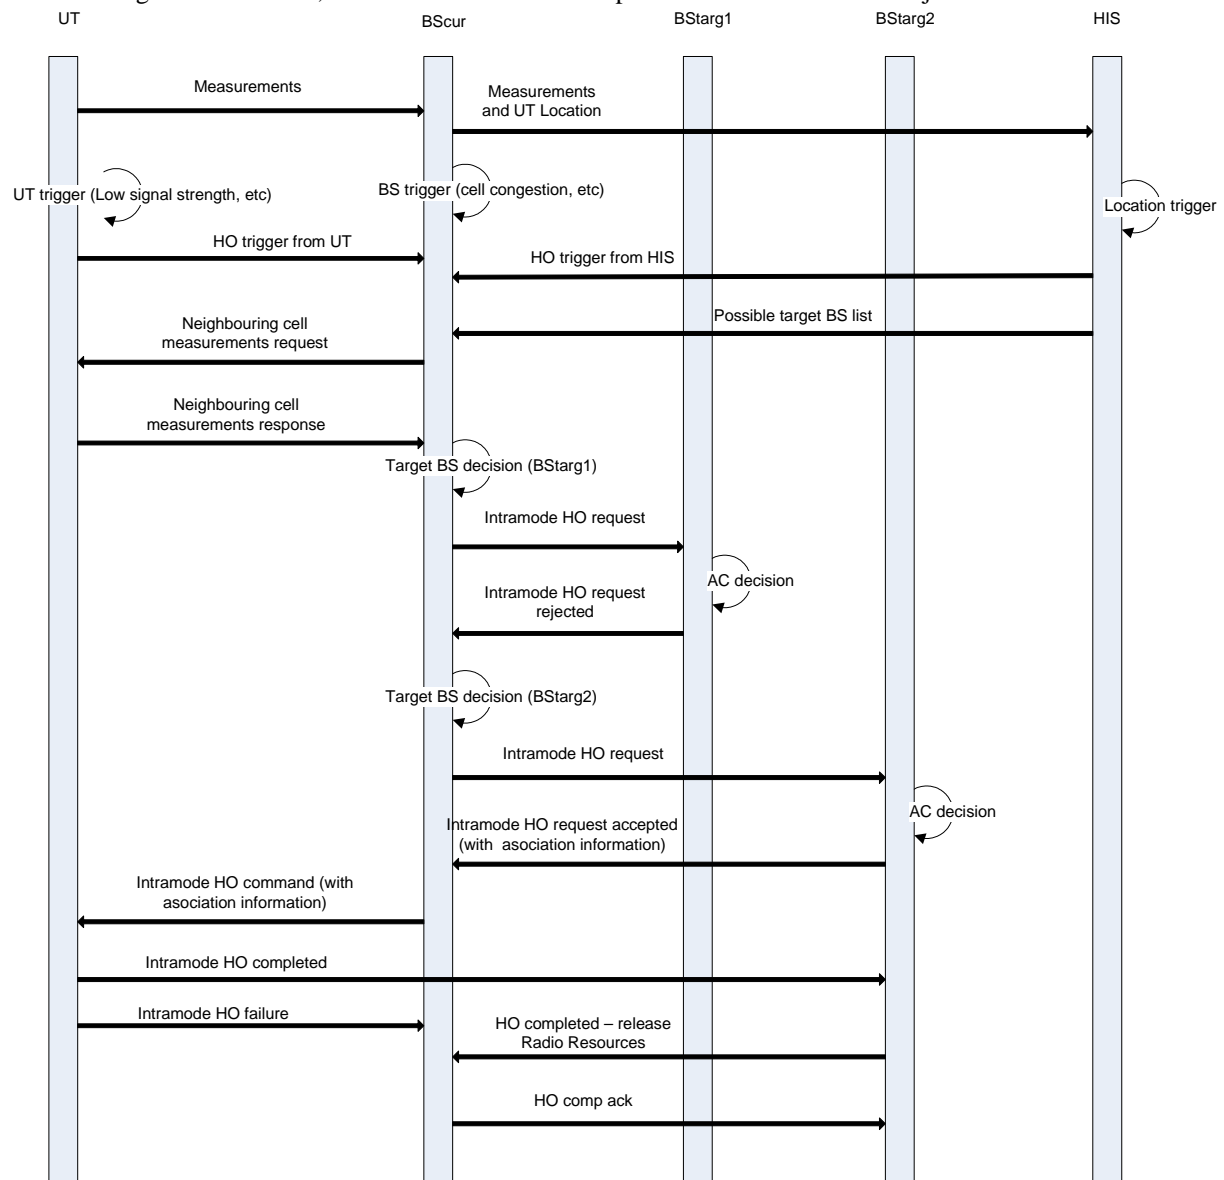 UT
BScur
BStarg1
BStarg2
HIS
Measurements
Measurements
and UT Location
UT trigger (Low signal strength, etc)
BS trigger (cell congestion, etc)
Location trigger
HO trigger from UT
HO trigger from HIS
Possible target BS list
Neighbouring cell
measurements request
Neighbouring cell
measurements response
Target BS decision (BStarg1)
Intramode HO request
AC decision
Intramode HO request
rejected
Target BS decision (BStarg2)
Intramode HO request
AC decision
Intramode HO request accepted
(with asociation information)
Intramode HO command (with
asociation information)
Intramode HO completed
Intramode HO failure
HO completed – release
Radio Resources
HO comp ack